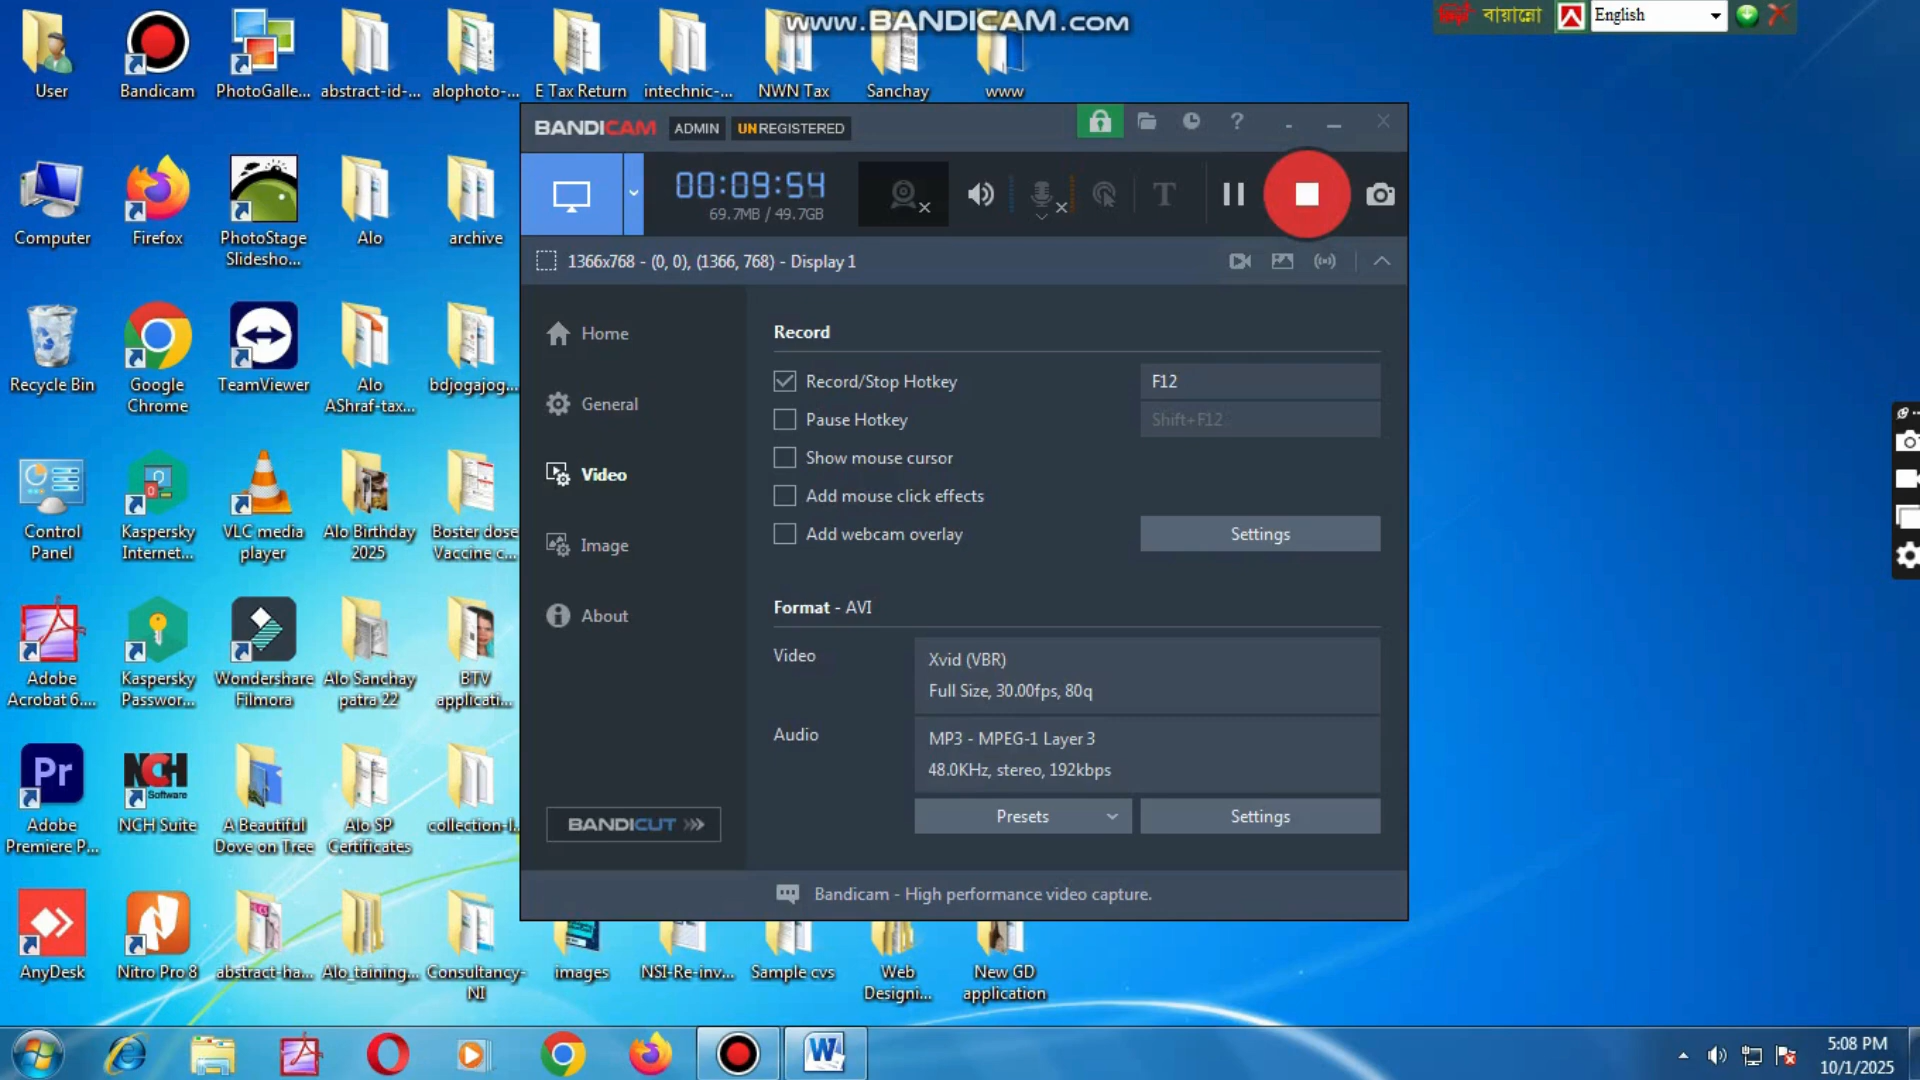 www.BANDICAM.com
বায়ান্নো
English
User
Bandicam
PhotoGalle...
abstract-id-...
alophoto-...
E Tax Return
intechnic-...
NWN Tax
Sanchay
www
BANDICAM
ADMIN
UNREGISTERED
?
00:09:54
69.7MB / 49.7GB
T
1366x768 - (0, 0), (1366, 768) - Display 1
Computer
Firefox
PhotoStage
Slidesho...
Alo
archive
Home
General
Video
Image
About
BANDICUT
Record
Record/Stop Hotkey
F12
Pause Hotkey
Shift+F12
Show mouse cursor
Add mouse click effects
Add webcam overlay
Settings
Format - AVI
Video
Xvid (VBR)
Full Size, 30.00fps, 80q
Audio
MP3 - MPEG-1 Layer 3
48.0KHz, stereo, 192kbps
Presets
Settings
Bandicam - High performance video capture.
Recycle Bin
Google
Chrome
TeamViewer
Alo
AShraf-tax...
bdjogajog...
Control
Panel
Kaspersky
Internet...
VLC media
player
Alo Birthday
2025
Boster dose
Vaccine c...
Adobe
Acrobat 6....
Kaspersky
Passwor...
Wondershare
Filmora
Alo Sanchay
patra 22
BTV
applicati...
Pr
NCH
Software
Adobe
Premiere P...
NCH Suite
A Beautiful
Dove on Tree
Alo SP
Certificates
collection-l...
AnyDesk
Nitro Pro 8
abstract-ha...
Alo_taining...
Consultancy-
NI
images
NSI-Re-inv...
Sample cvs
Web
Designi...
New GD
application
5:08 PM
10/1/2025